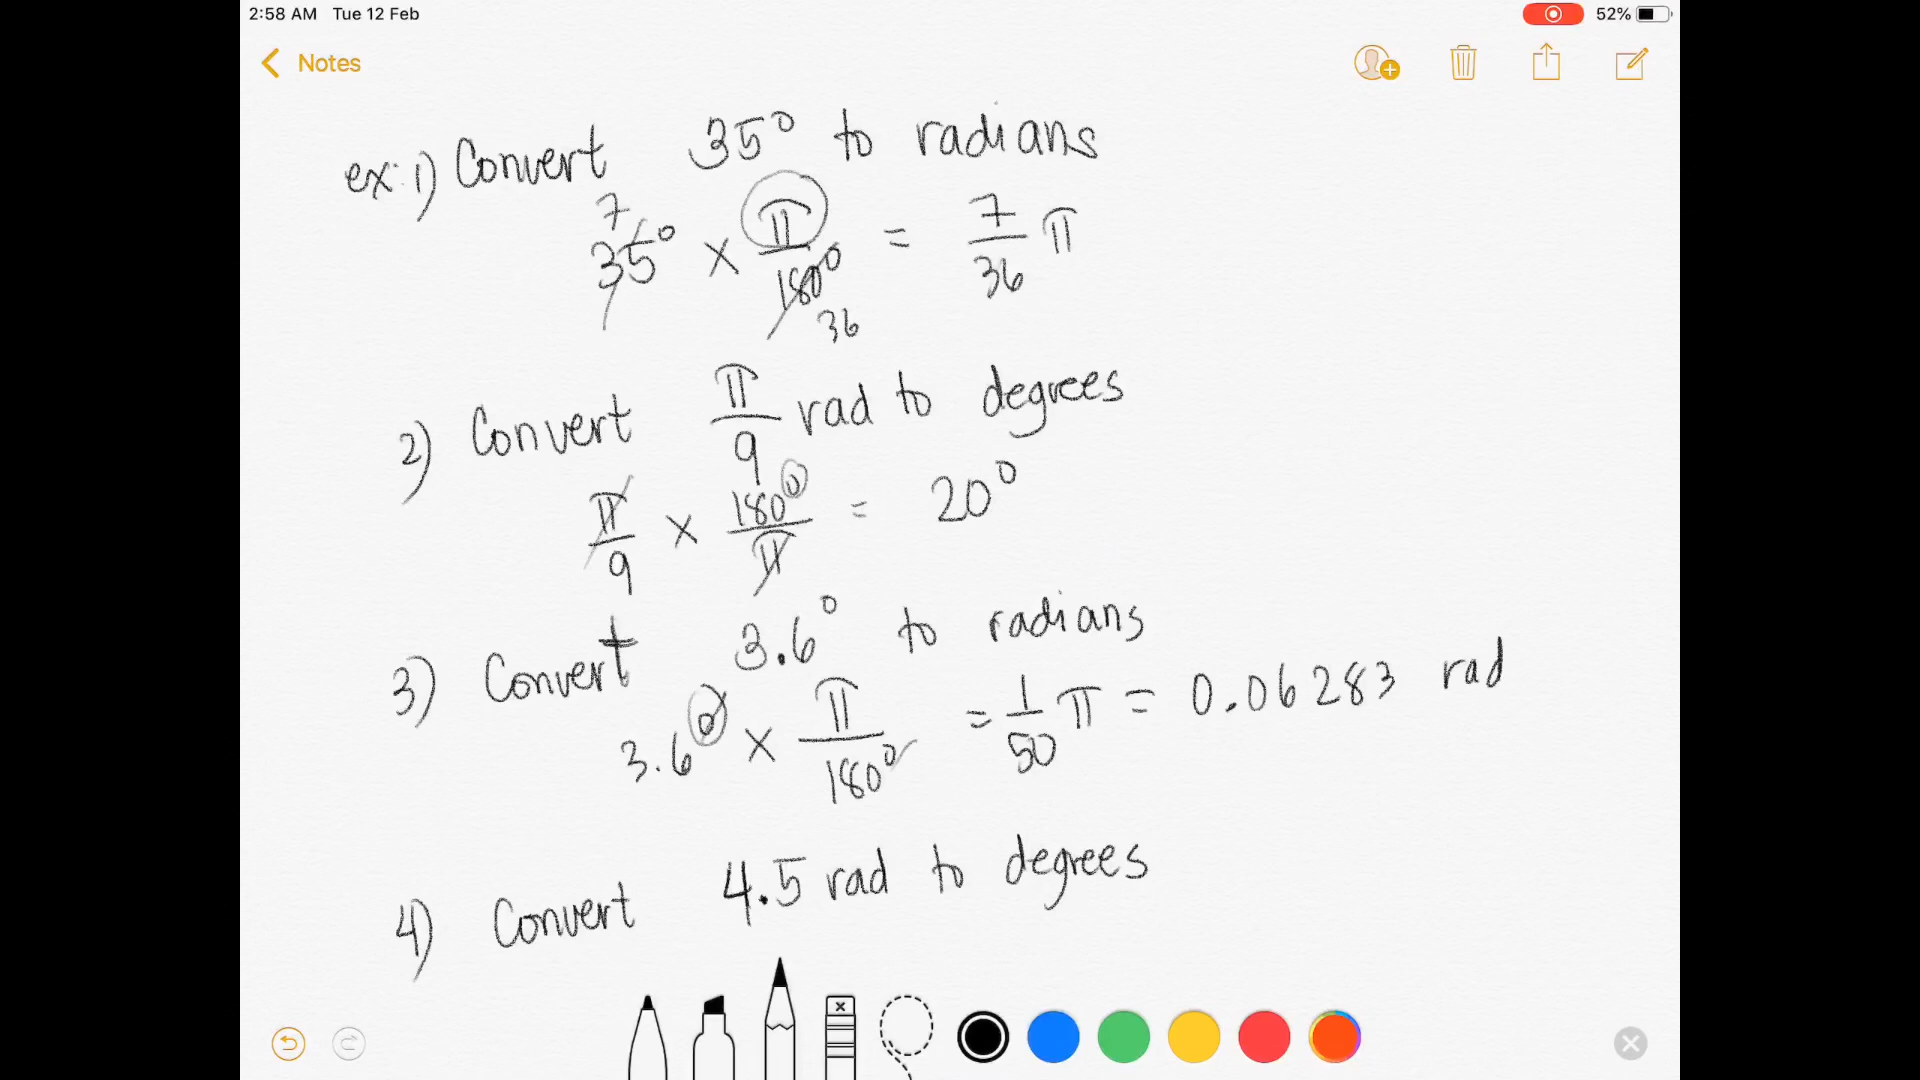 2:58 AM Tue 12 Feb 52%
Notes
ex: 1) Convert 35° to radians
7
35° × π/180° = 7/36 π
36
2) Convert π/9 rad to degrees
π/9 × 180°/π = 20°
3) Convert 3.6° to radians
3.6° × π/180° = 1/50 π = 0.06283 rad
4) Convert 4.5 rad to degrees